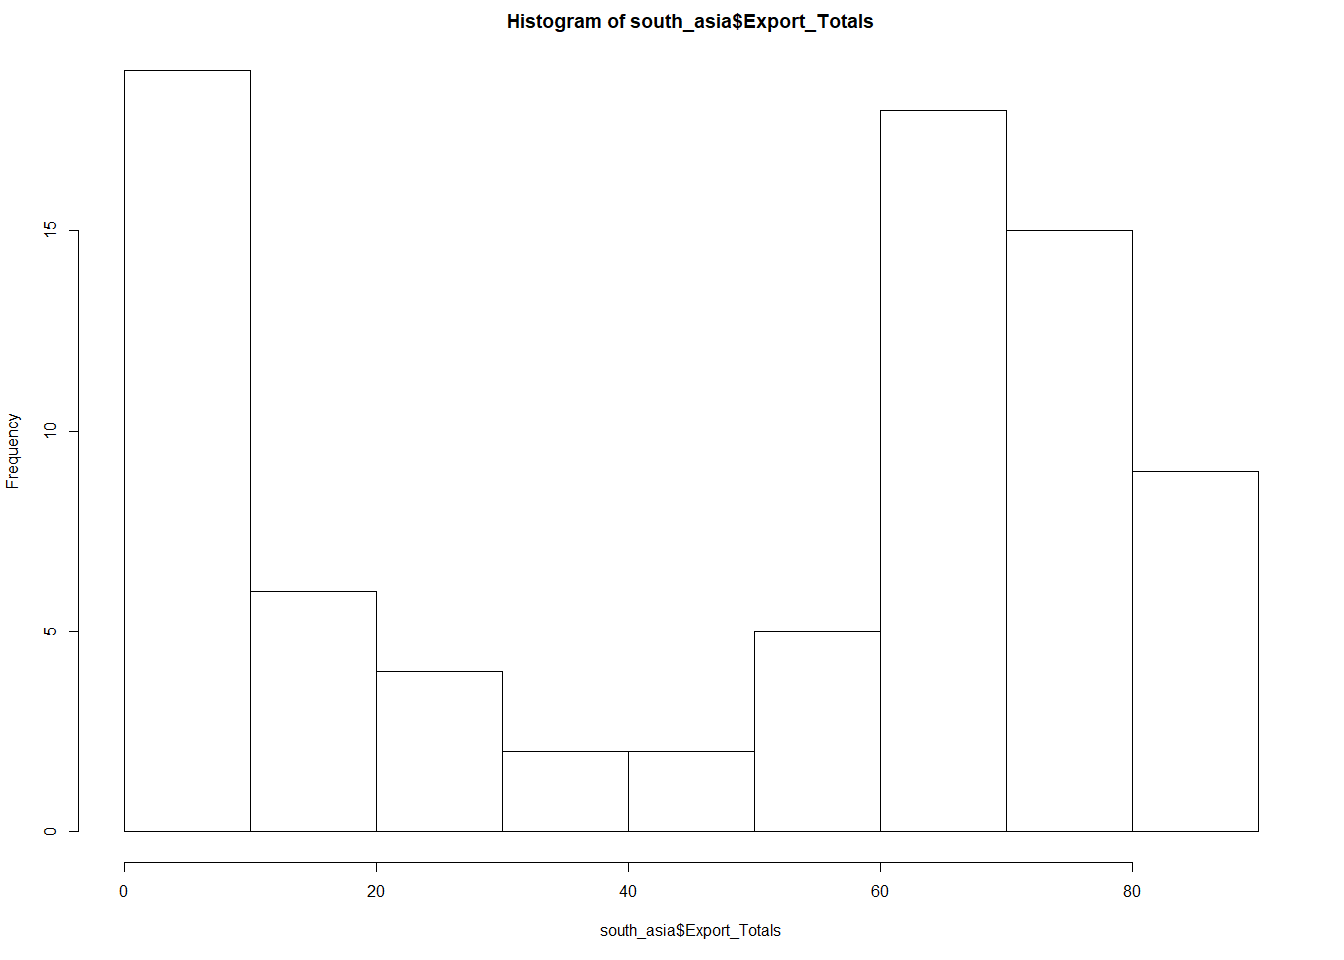 Histogram of south_asia$Export_Totals
Frequency
15
10
5
0
0 20 40 60 80
south_asia$Export_Totals